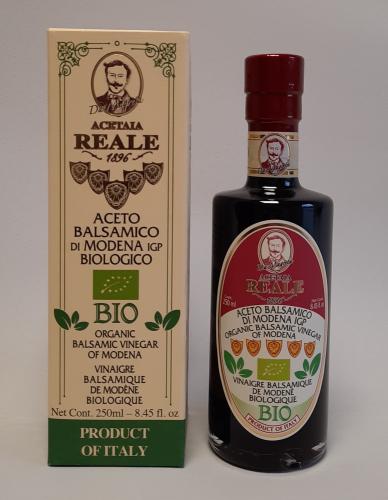 ACETAIA
REALE
1896
ACETO
BALSAMICO
DI MODENA IGP
BIOLOGICO
BIO
ORGANIC
BALSAMIC VINEGAR
OF MODENA
VINAIGRE
BALSAMIQUE
DE MODÈNE
BIOLOGIQUE
Net Cont. 250ml – 8.45 fl. oz
PRODUCT
OF ITALY
ACETAIA
REALE
1896
250 ml
ACETO BALSAMICO
DI MODENA IGP
ORGANIC BALSAMIC VINEGAR
OF MODENA
VINAIGRE BALSAMIQUE
DE MODÈNE
BIOLOGIQUE
BIO
PRODUCT OF ITALY